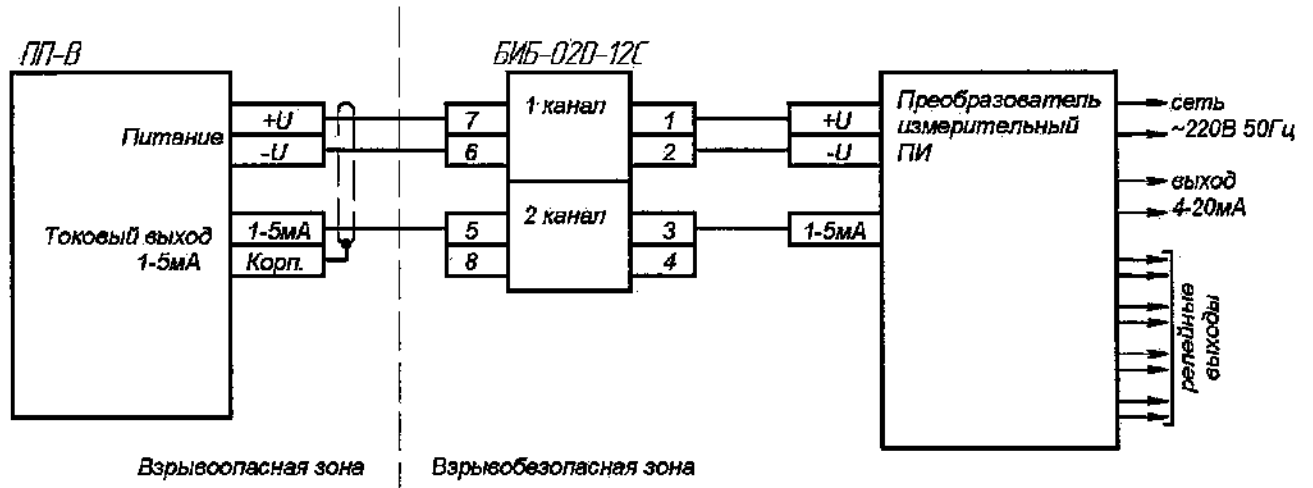 ПП-В
БИБ-02D-12С
Питание
+U
-U
Токовый выход
1-5мА
1-5мА
Корп.
7
6
5
8
1 канал
2 канал
1
2
3
4
+U
-U
1-5мА
Преобразователь
измерительный
ПИ
сеть
~220В 50Гц
выход
4-20мА
релейные
выходы
Взрывоопасная зона
Взрывобезопасная зона